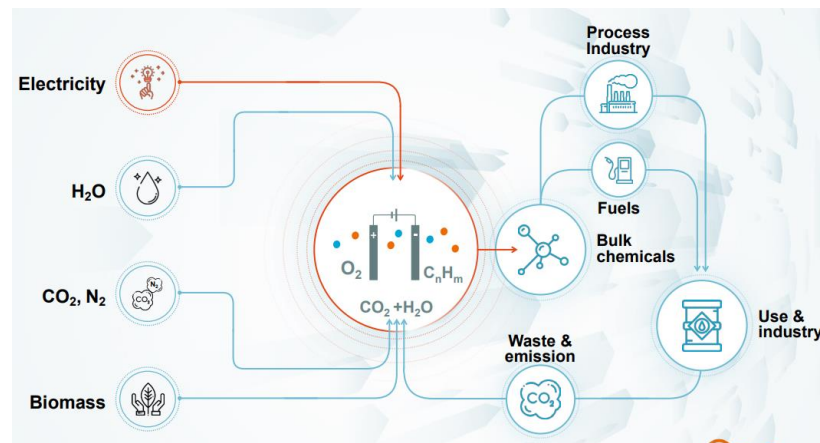 Process
Industry
Electricity
H₂O
Fuels
+ -
O₂ CₙHₘ
Bulk
chemicals
CO₂, N₂
N₂
CO₂
CO₂ +H₂O
Use &
industry
Waste &
emission
CO₂
Biomass